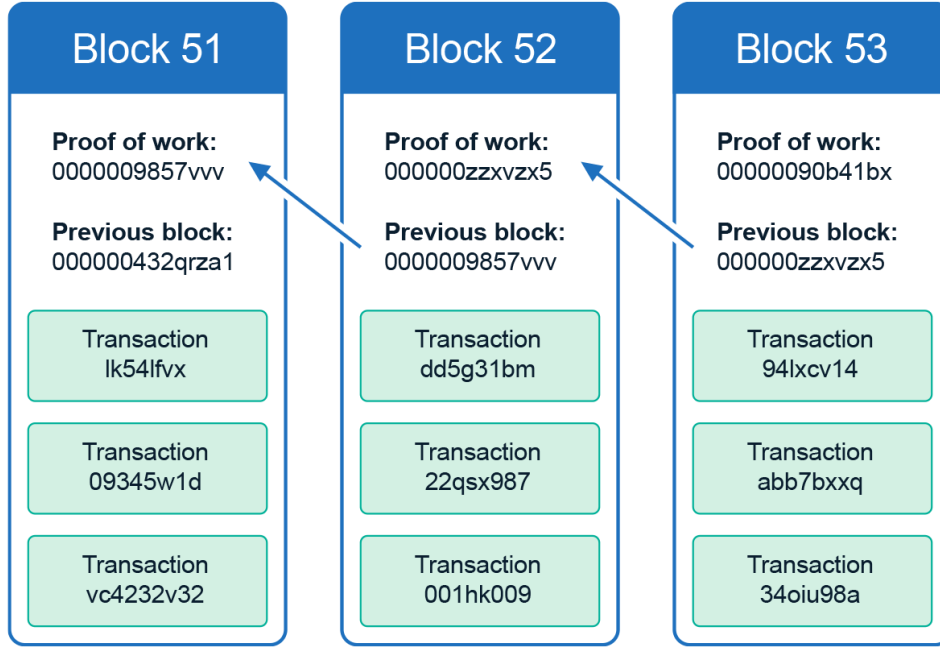 Block 51
Proof of work:
0000009857vvv
Previous block:
000000432qrza1
Transaction
lk54lfvx
Transaction
09345w1d
Transaction
vc4232v32
Block 52
Proof of work:
000000zzxvzx5
Previous block:
0000009857vvv
Transaction
dd5g31bm
Transaction
22qsx987
Transaction
001hk009
Block 53
Proof of work:
00000090b41bx
Previous block:
000000zzxvzx5
Transaction
94lxcv14
Transaction
abb7bxxq
Transaction
34oiu98a